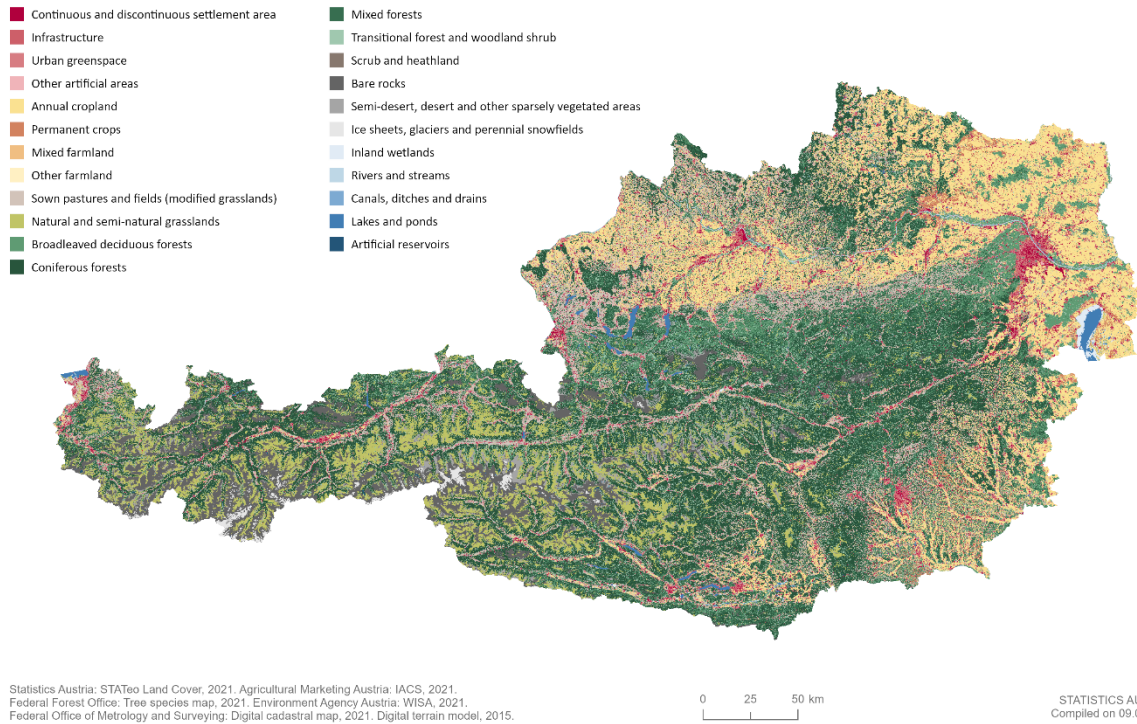 Continuous and discontinuous settlement area
Infrastructure
Urban greenspace
Other artificial areas
Annual cropland
Permanent crops
Mixed farmland
Other farmland
Sown pastures and fields (modified grasslands)
Natural and semi-natural grasslands
Broadleaved deciduous forests
Coniferous forests
Mixed forests
Transitional forest and woodland shrub
Scrub and heathland
Bare rocks
Semi-desert, desert and other sparsely vegetated areas
Ice sheets, glaciers and perennial snowfields
Inland wetlands
Rivers and streams
Canals, ditches and drains
Lakes and ponds
Artificial reservoirs
Statistics Austria: STATeo Land Cover, 2021. Agricultural Marketing Austria: IACS, 2021.
Federal Forest Office: Tree species map, 2021. Environment Agency Austria: WISA, 2021.
Federal Office of Metrology and Surveying: Digital cadastral map, 2021. Digital terrain model, 2015.
0 25 50 km
STATISTICS AU
Compiled on 09.0